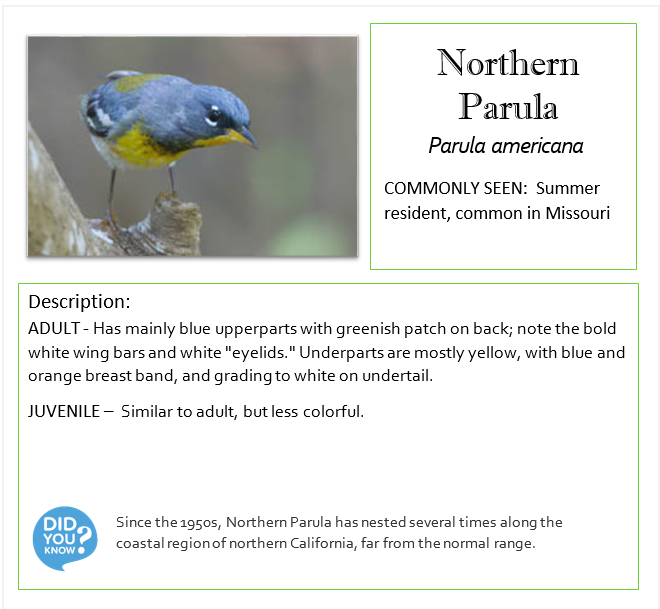 Northern
Parula
Parula americana
COMMONLY SEEN:  Summer
resident, common in Missouri
Description:
ADULT - Has mainly blue upperparts with greenish patch on back; note the bold
white wing bars and white "eyelids." Underparts are mostly yellow, with blue and
orange breast band, and grading to white on undertail.
JUVENILE –  Similar to adult, but less colorful.
DID
YOU
KNOW?
Since the 1950s, Northern Parula has nested several times along the
coastal region of northern California, far from the normal range.